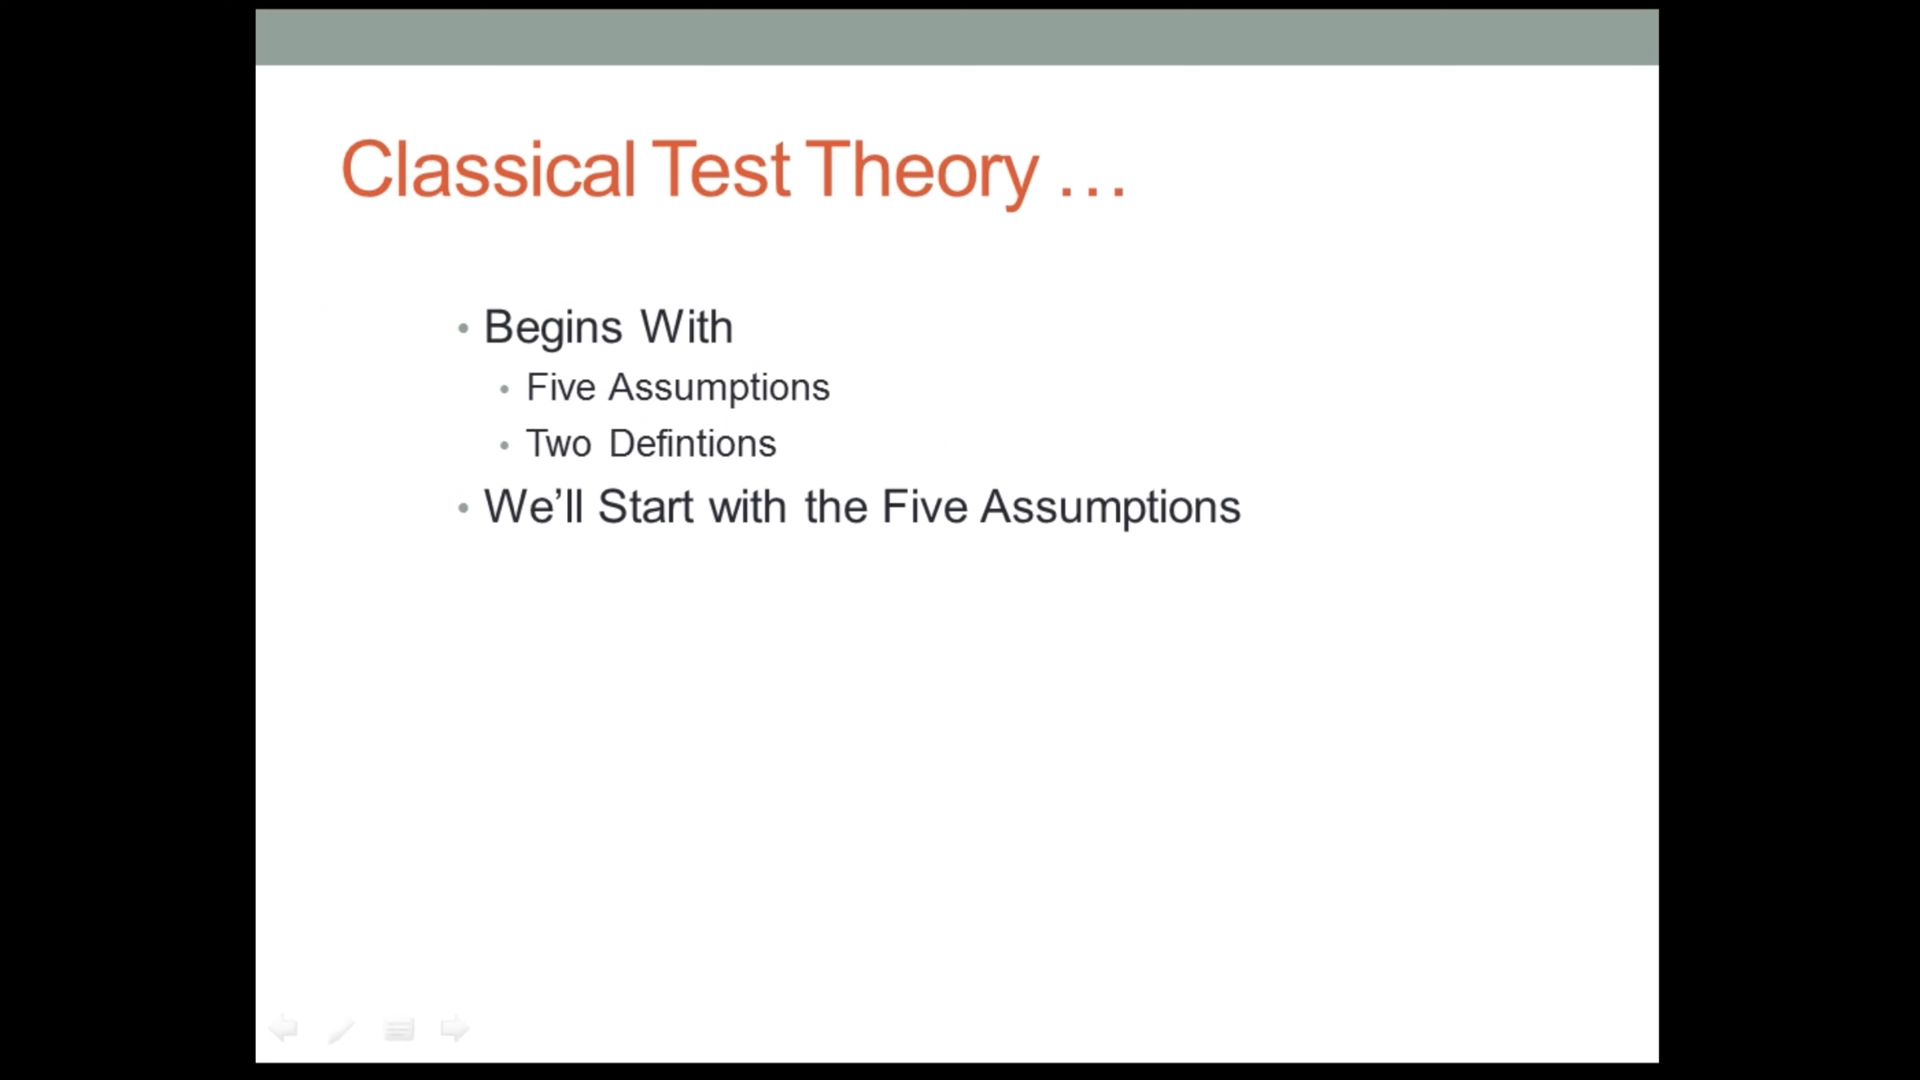 Classical Test Theory …
• Begins With
• Five Assumptions
• Two Defintions
• We’ll Start with the Five Assumptions